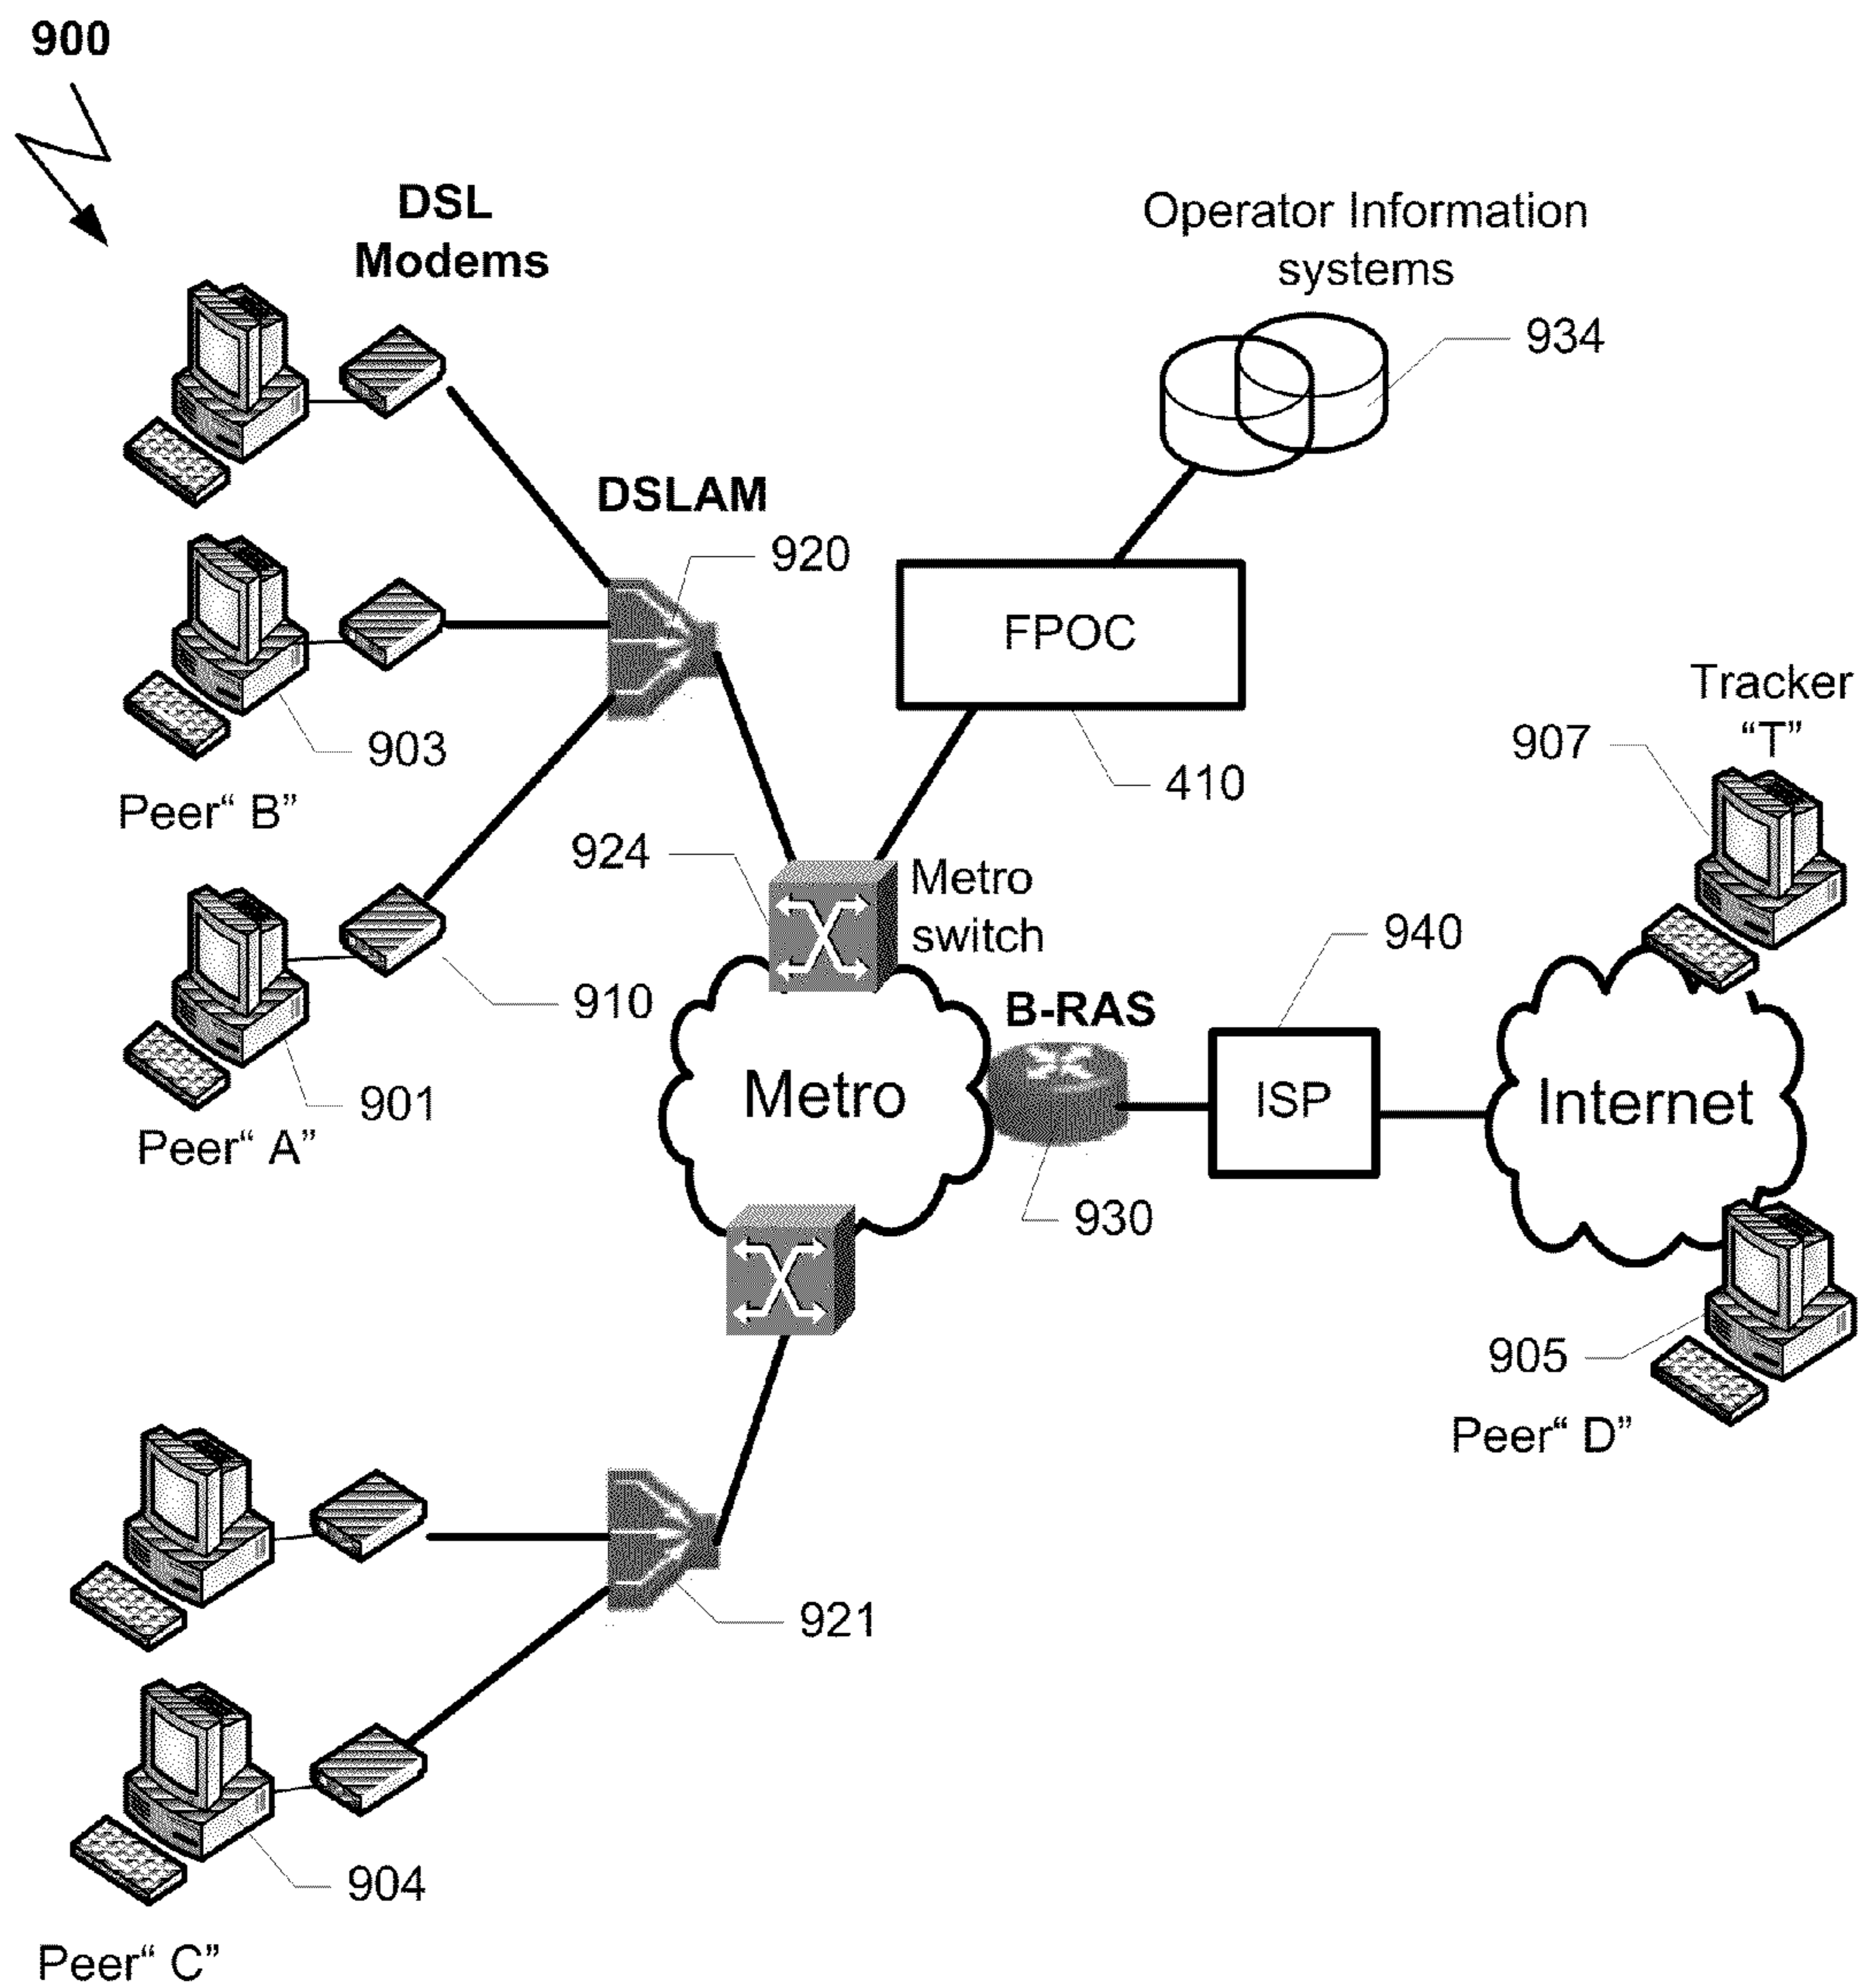 900
DSL
Modems
Operator Information
systems
934
DSLAM
920
FPOC
Tracker
“T”
907
903
410
Peer“ B”
924
Metro
switch
940
910
B-RAS
Metro
ISP
Internet
901
Peer“ A”
930
905
Peer“ D”
921
904
Peer“ C”